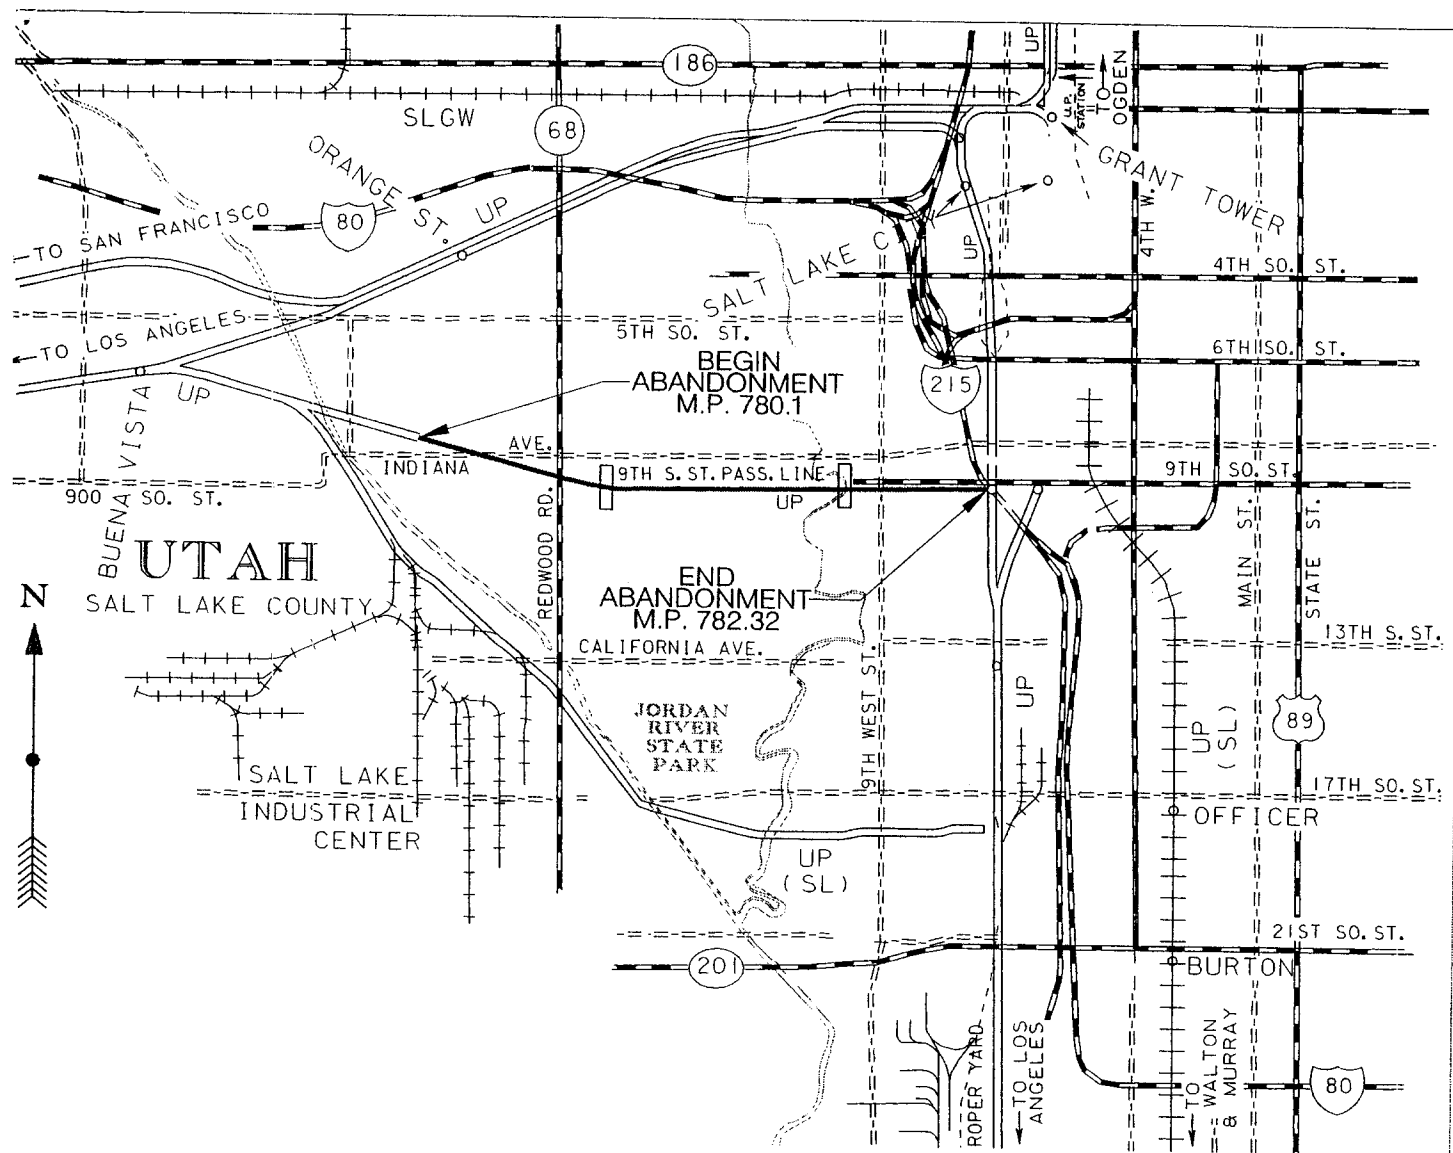 186
UP
U.P.
STATION
TO
OGDEN
SLGW
68
ORANGE ST.
UP
GRANT TOWER
80
TO SAN FRANCISCO
4TH W.
UP
SALT LAKE C
4TH SO. ST.
TO LOS ANGELES
5TH SO. ST.
6TH SO. ST.
BEGIN
ABANDONMENT
M.P. 780.1
215
UP
BUENA VISTA
INDIANA AVE.
9TH S. ST. PASS. LINE
UP
9TH SO. ST.
900 SO. ST.
REDWOOD RD.
MAIN ST.
STATE ST.
UTAH
SALT LAKE COUNTY
N
END
ABANDONMENT
M.P. 782.32
CALIFORNIA AVE.
13TH S. ST.
9TH WEST ST.
UP
JORDAN
RIVER
STATE
PARK
UP
(SL)
89
SALT LAKE
INDUSTRIAL
CENTER
17TH SO. ST.
OFFICER
UP
(SL)
21ST SO. ST.
201
BURTON
ROPER YARD
TO LOS
ANGELES
TO
WALTON
& MURRAY
80